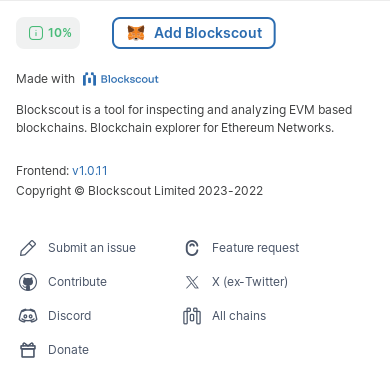 10%
Add Blockscout
Made with Blockscout
Blockscout is a tool for inspecting and analyzing EVM based
blockchains. Blockchain explorer for Ethereum Networks.
Frontend: v1.0.11
Copyright © Blockscout Limited 2023-2022
Submit an issue
Feature request
Contribute
X (ex-Twitter)
Discord
All chains
Donate